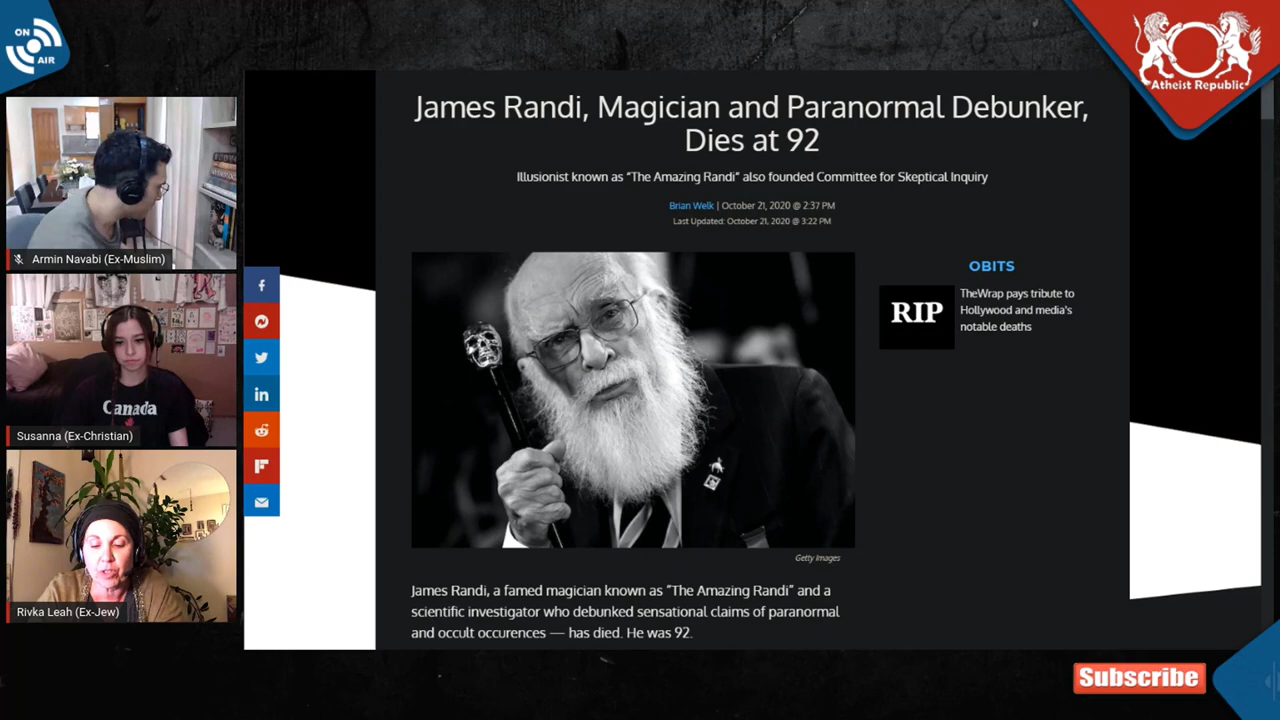 ON
AIR
Atheist Republic
Armin Navabi (Ex-Muslim)
Susanna (Ex-Christian)
Canada
Rivka Leah (Ex-Jew)
James Randi, Magician and Paranormal Debunker,
Dies at 92
Illusionist known as “The Amazing Randi” also founded Committee for Skeptical Inquiry
Brian Welk | October 21, 2020 @ 2:37 PM
Last Updated: October 21, 2020 @ 3:22 PM
OBITS
RIP
TheWrap pays tribute to
Hollywood and media's
notable deaths
Getty Images
James Randi, a famed magician known as “The Amazing Randi” and a
scientific investigator who debunked sensational claims of paranormal
and occult occurences — has died. He was 92.
Subscribe